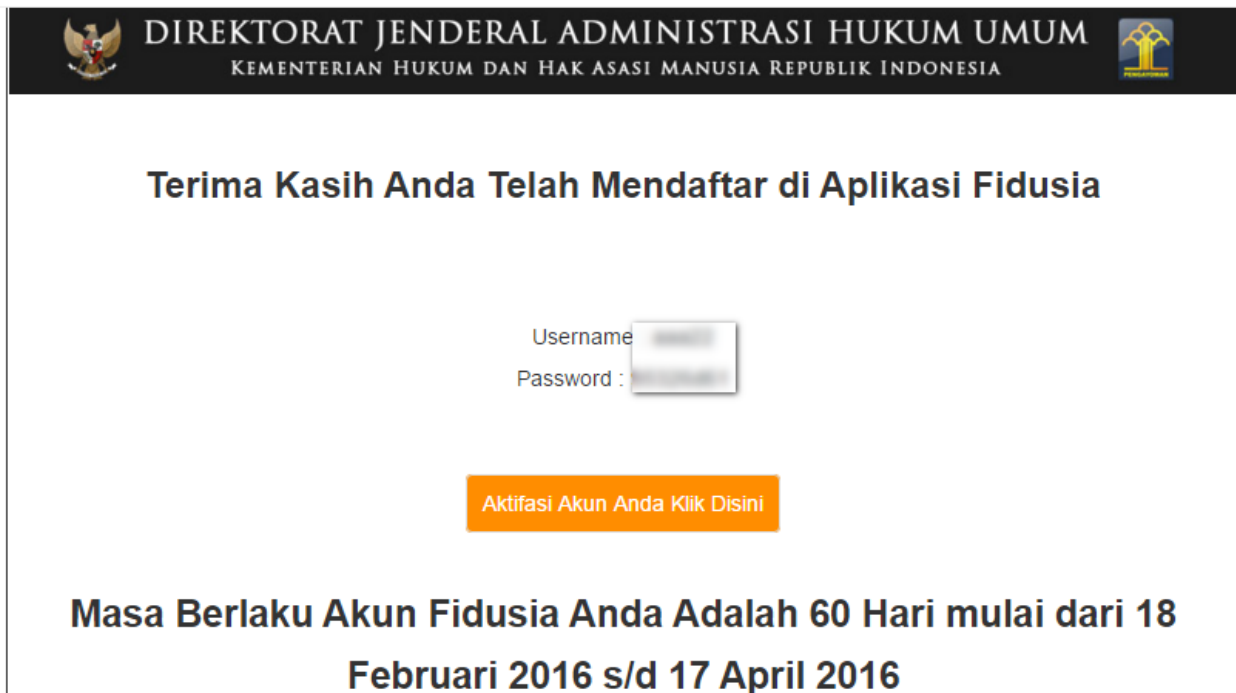 DIREKTORAT JENDERAL ADMINISTRASI HUKUM UMUM
KEMENTERIAN HUKUM DAN HAK ASASI MANUSIA REPUBLIK INDONESIA
PENGAYOMAN
Terima Kasih Anda Telah Mendaftar di Aplikasi Fidusia
Username
Password :
Aktifasi Akun Anda Klik Disini
Masa Berlaku Akun Fidusia Anda Adalah 60 Hari mulai dari 18
Februari 2016 s/d 17 April 2016